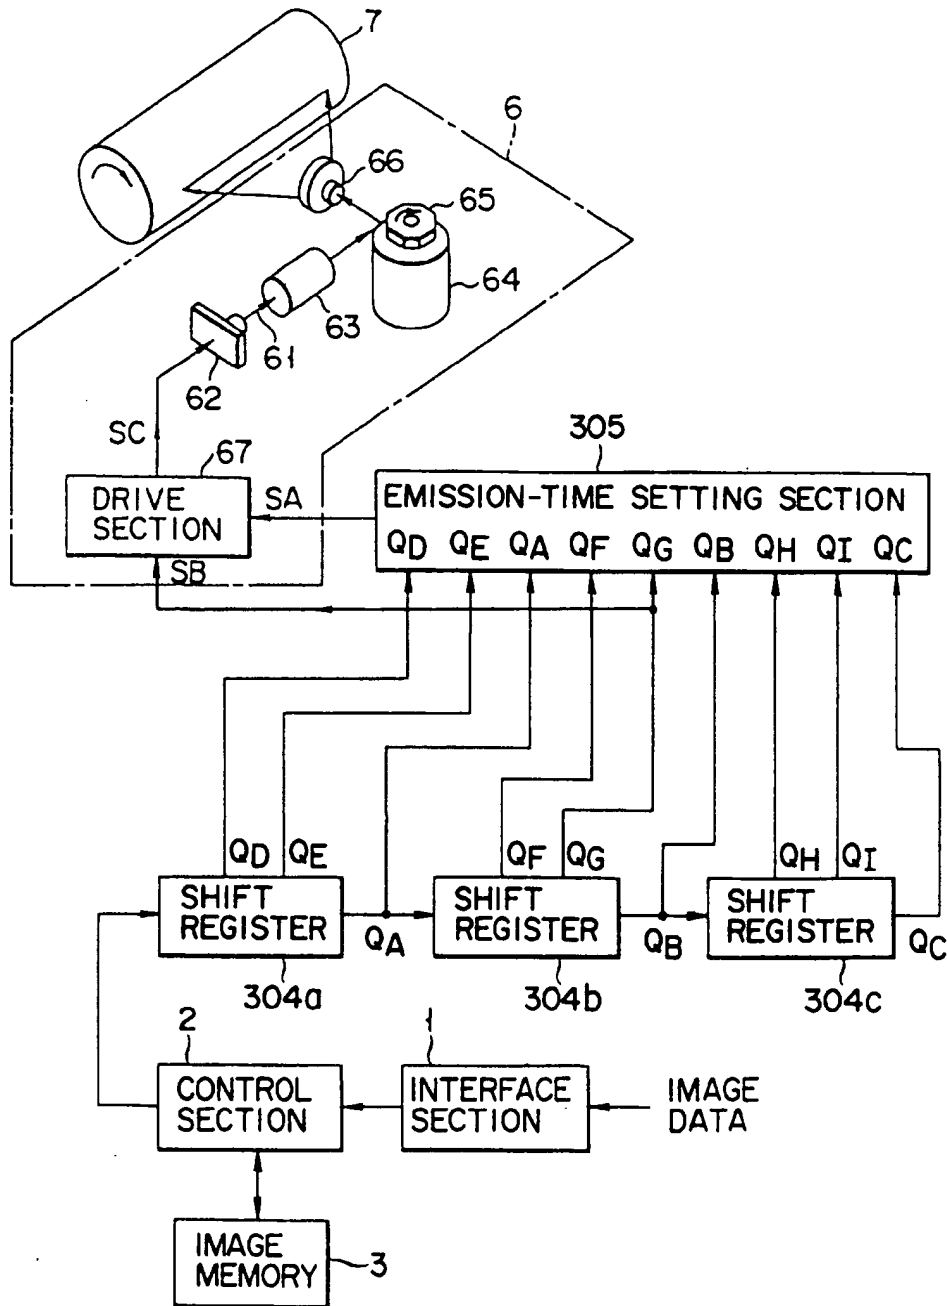 7
6
66
65
64
63
61
62
SC
67
305
DRIVE
SECTION
SA
EMISSION-TIME SETTING SECTION
QD QE QA QF QG QB QH QI QC
SB
QD QE
QF QG
QH QI
SHIFT
REGISTER
QA
SHIFT
REGISTER
QB
SHIFT
REGISTER
QC
304a
304b
304c
2
1
CONTROL
SECTION
INTERFACE
SECTION
IMAGE
DATA
IMAGE
MEMORY
3